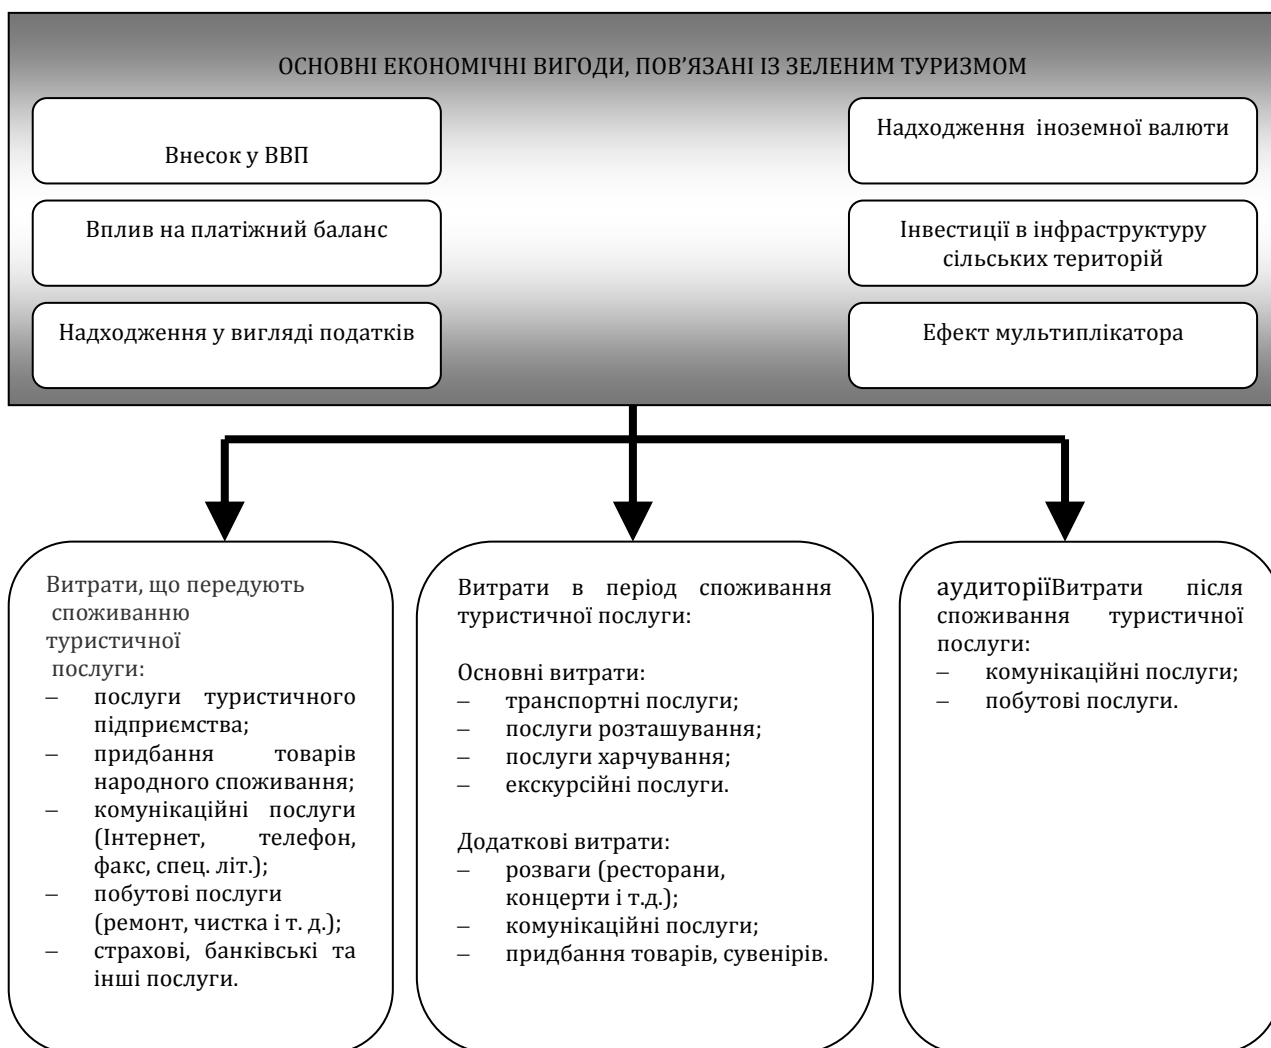 ОСНОВНІ ЕКОНОМІЧНІ ВИГОДИ, ПОВ’ЯЗАНІ ІЗ ЗЕЛЕНИМ ТУРИЗМОМ
Внесок у ВВП
Надходження іноземної валюти
Вплив на платіжний баланс
Інвестиції в інфраструктуру
сільських територій
Надходження у вигляді податків
Ефект мультиплікатора
Витрати, що передують
споживанню
туристичної
послуги:
– послуги туристичного
підприємства;
– придбання товарів
народного споживання;
– комунікаційні послуги
(Інтернет, телефон,
факс, спец. літ.);
– побутові послуги
(ремонт, чистка і т. д.);
– страхові, банківські та
інші послуги.
Витрати в період споживання
туристичної послуги:
Основні витрати:
– транспортні послуги;
– послуги розташування;
– послуги харчування;
– екскурсійні послуги.
Додаткові витрати:
– розваги (ресторани,
концерти і т.д.);
– комунікаційні послуги;
– придбання товарів, сувенірів.
аудиторіїВитрати після
споживання туристичної
послуги:
– комунікаційні послуги;
– побутові послуги.